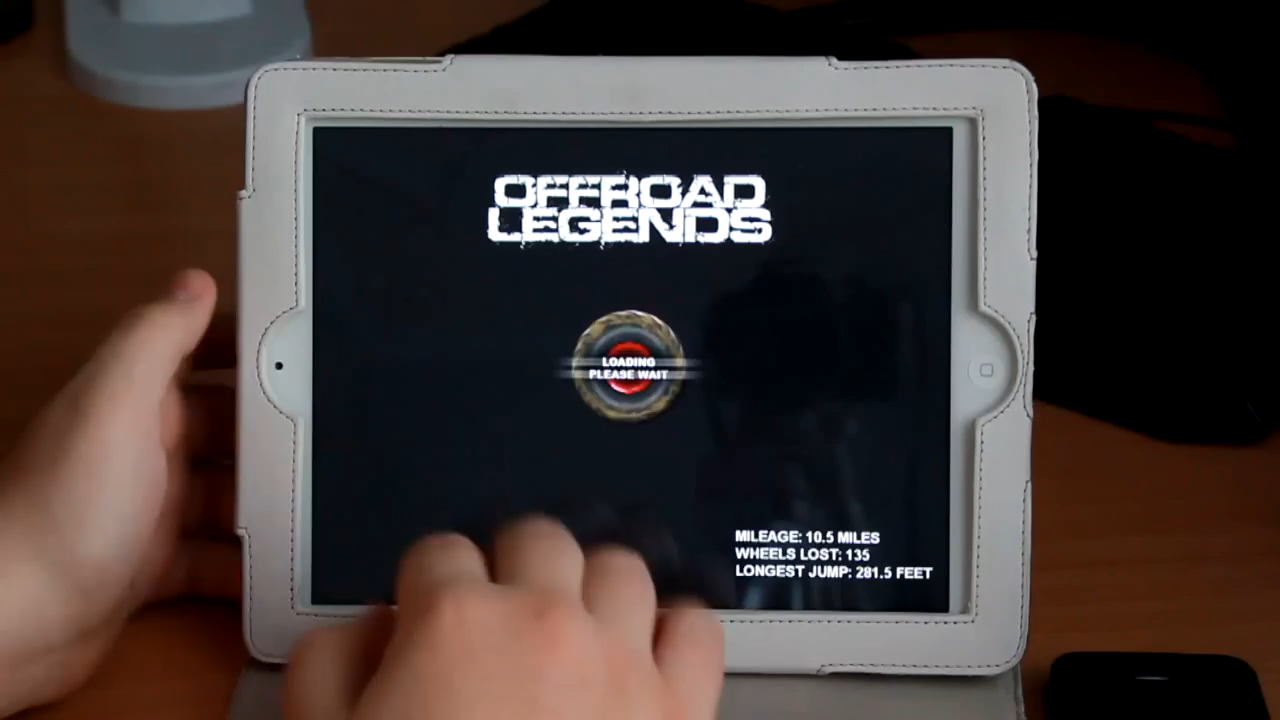 OFFROAD
LEGENDS
LOADING
PLEASE WAIT
MILEAGE: 10.5 MILES
WHEELS LOST: 135
LONGEST JUMP: 281.5 FEET